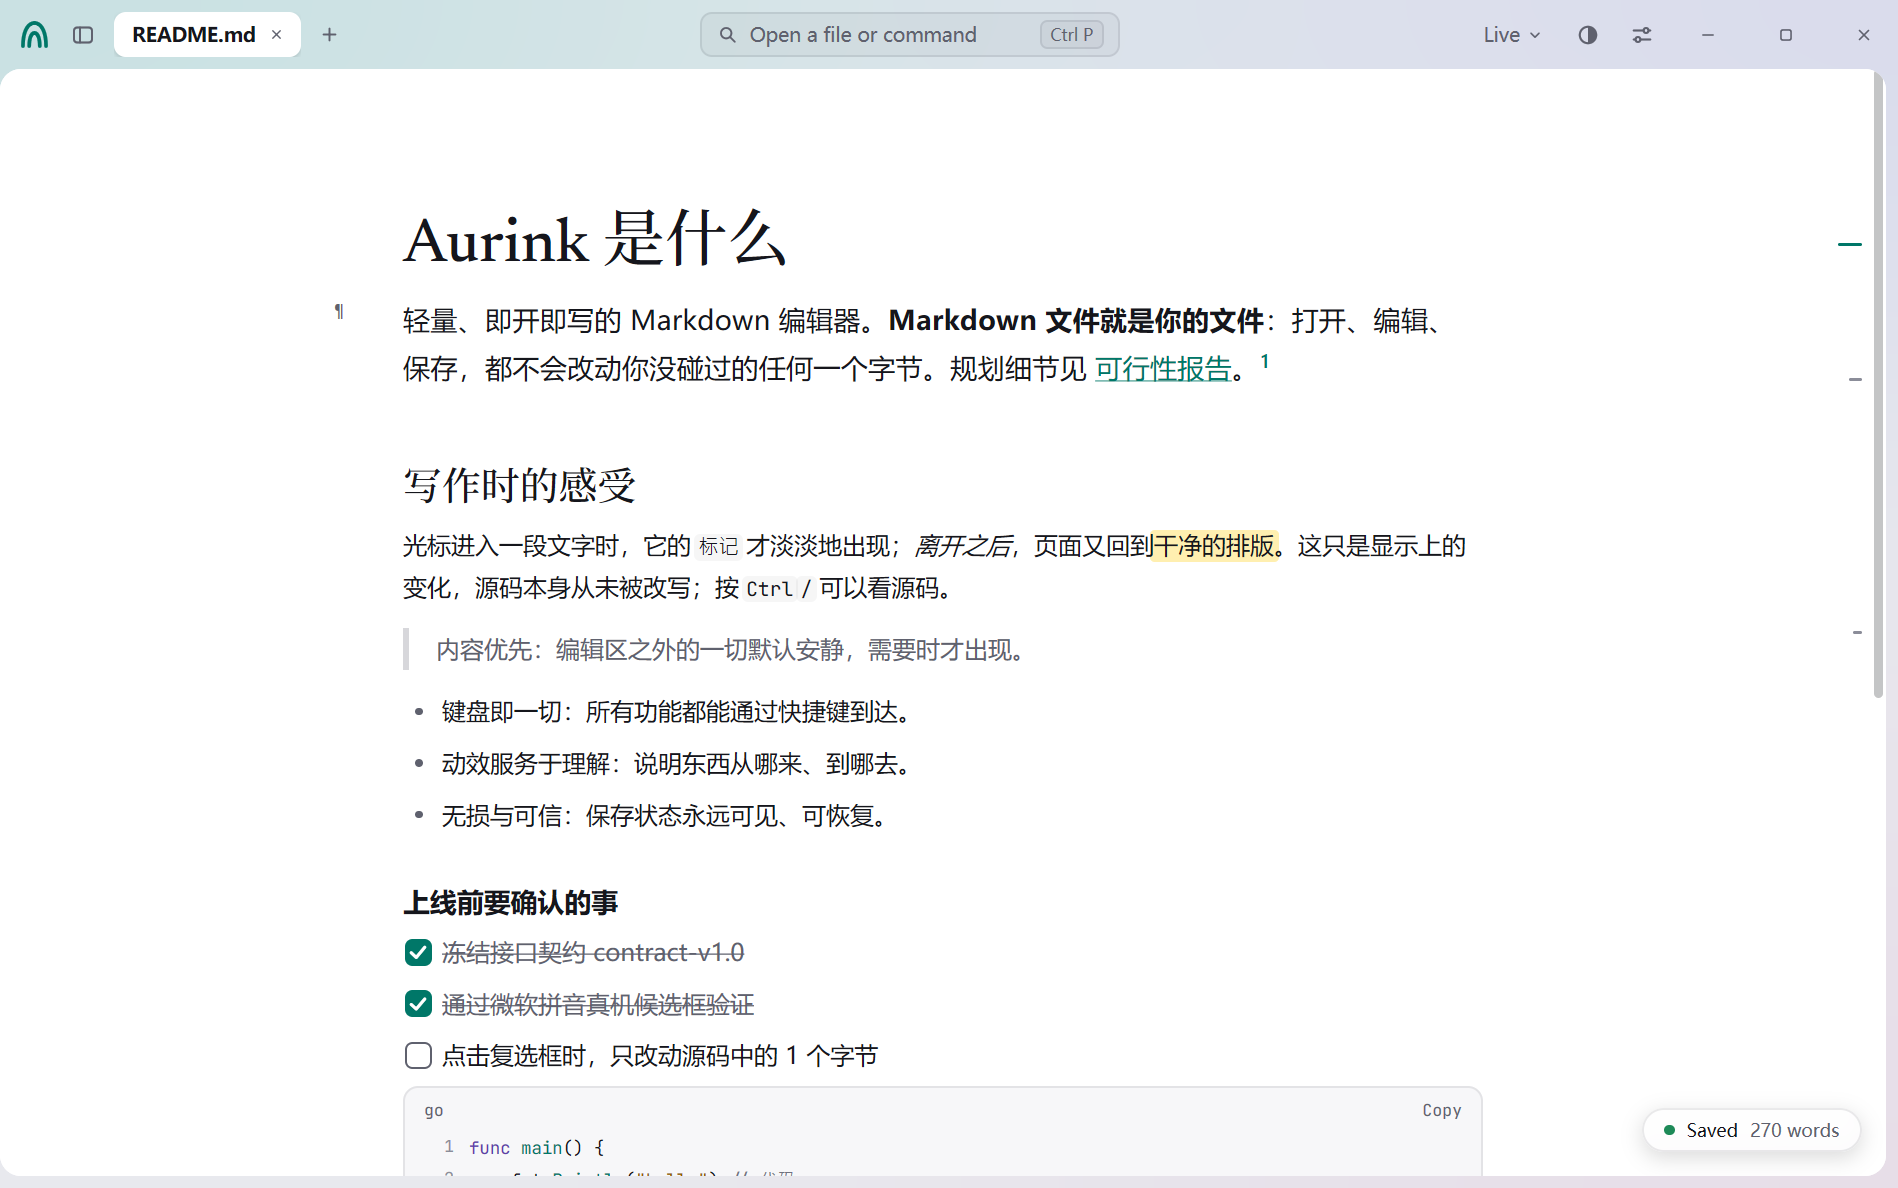 README.md
Open a file or command
Ctrl P
Live
Aurink 是什么
¶
轻量、即开即写的 Markdown 编辑器。Markdown 文件就是你的文件：打开、编辑、
保存，都不会改动你没碰过的任何一个字节。规划细节见 可行性报告。1
写作时的感受
光标进入一段文字时，它的 标记 才淡淡地出现；离开之后，页面又回到干净的排版。这只是显示上的
变化，源码本身从未被改写；按 Ctrl / 可以看源码。
内容优先：编辑区之外的一切默认安静，需要时才出现。
• 键盘即一切：所有功能都能通过快捷键到达。
• 动效服务于理解：说明东西从哪来、到哪去。
• 无损与可信：保存状态永远可见、可恢复。
上线前要确认的事
冻结接口契约 contract-v1.0
通过微软拼音真机候选框验证
点击复选框时，只改动源码中的 1 个字节
go
Copy
1 func main() {
Saved 270 words